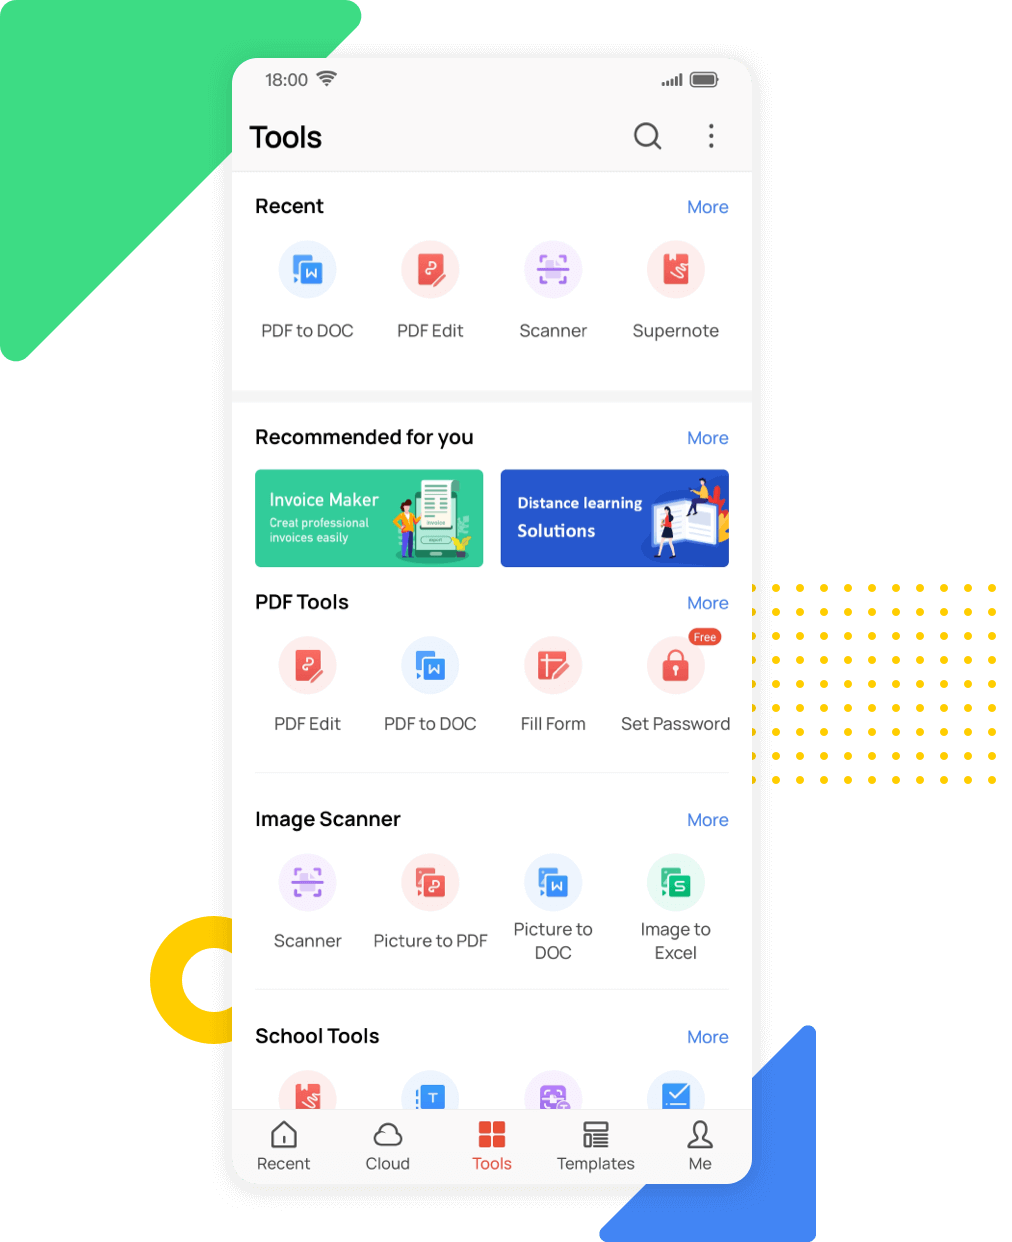 18:00
Tools
Recent More
PDF to DOC PDF Edit Scanner Supernote
Recommended for you More
Invoice Maker
Creat professional
invoices easily
invoice
export
Distance learning
Solutions
PDF Tools More
Free
PDF Edit PDF to DOC Fill Form Set Password
Image Scanner More
Scanner Picture to PDF Picture to DOC Image to Excel
School Tools More
Recent Cloud Tools Templates Me